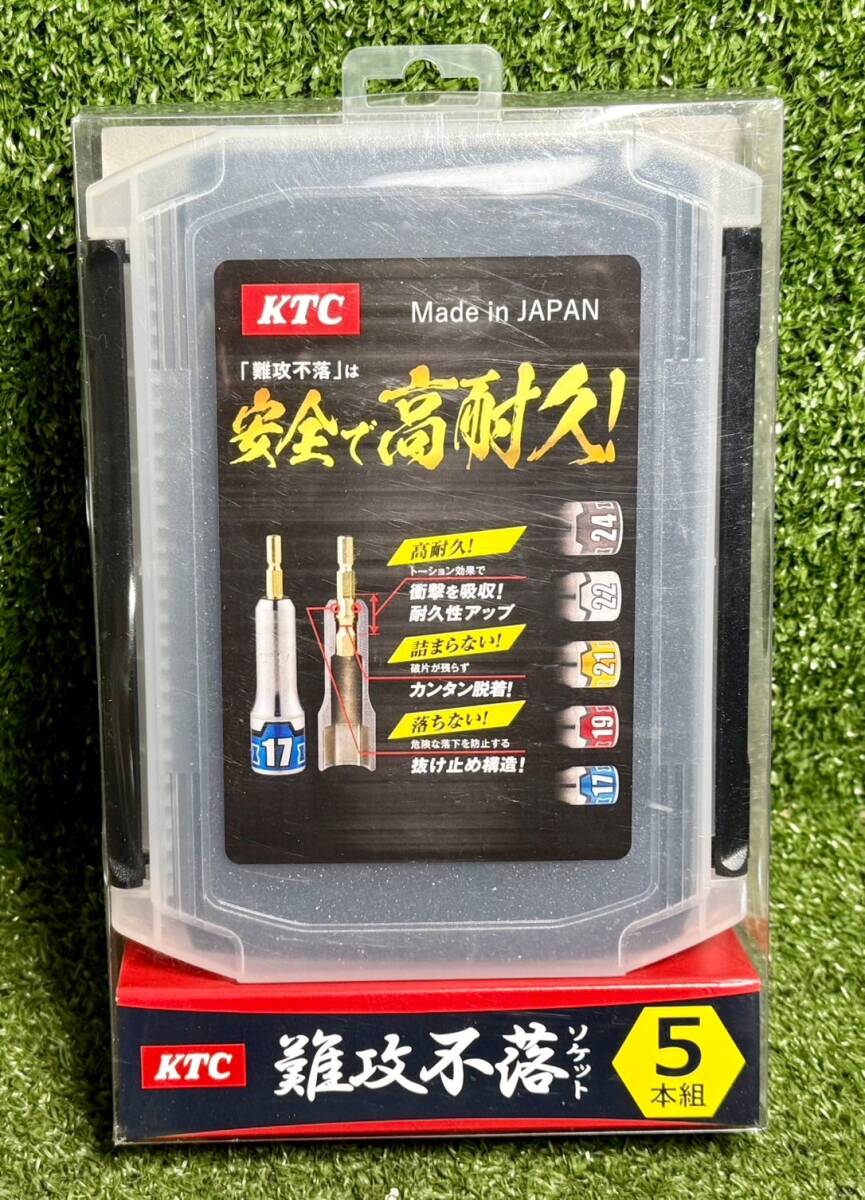 KTC
Made in JAPAN
「難攻不落」は
安全で高耐久!
高耐久!
トーション効果で
衝撃を吸収!
耐久性アップ
詰まらない!
破片が残らず
カンタン脱着!
落ちない!
危険な落下を防止する
抜け止め構造!
17
24
22
21
19
17
KTC
難攻不落
ソケット
5
本組